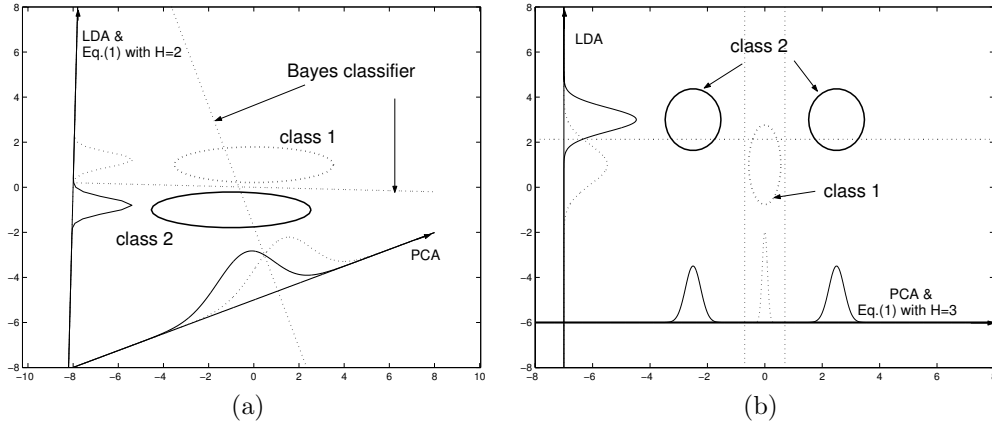 8
6
4
2
0
−2
−4
−6
−8
−10
−8
−6
−4
−2
0
2
4
6
8
10
LDA &
Eq.(1) with H=2
Bayes classifier
class 1
class 2
PCA
(a)
8
6
4
2
0
−2
−4
−6
−8
−8
−6
−4
−2
0
2
4
6
8
LDA
class 2
class 1
PCA &
Eq.(1) with H=3
(b)